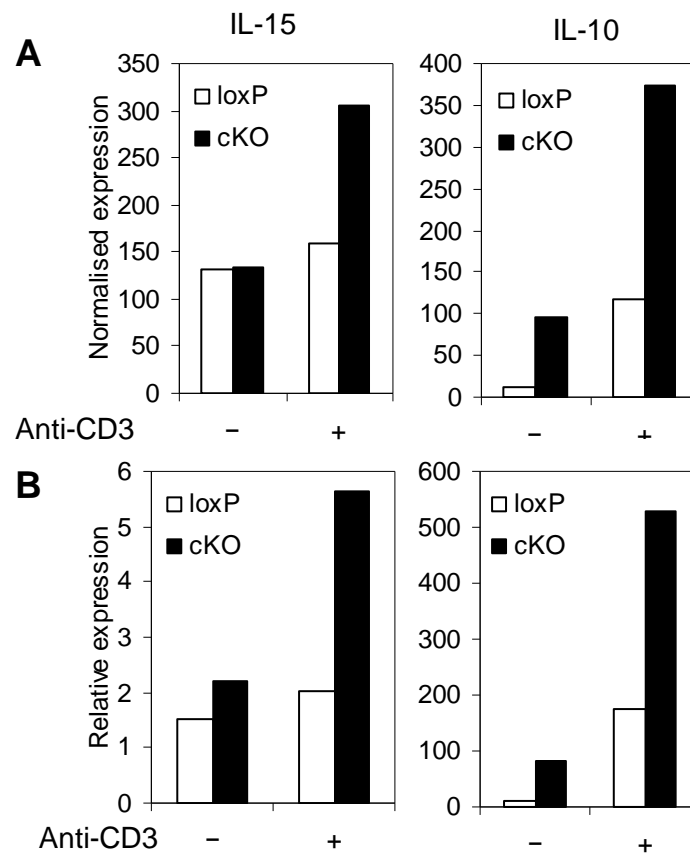 IL-15
IL-10
A
Normalised expression
350
300
250
200
150
100
50
0
loxP
cKO
400
350
300
250
200
150
100
50
0
loxP
cKO
Anti-CD3 − + − +
B
Relative expression
6
5
4
3
2
1
0
loxP
cKO
600
500
400
300
200
100
0
loxP
cKO
Anti-CD3 − + − +